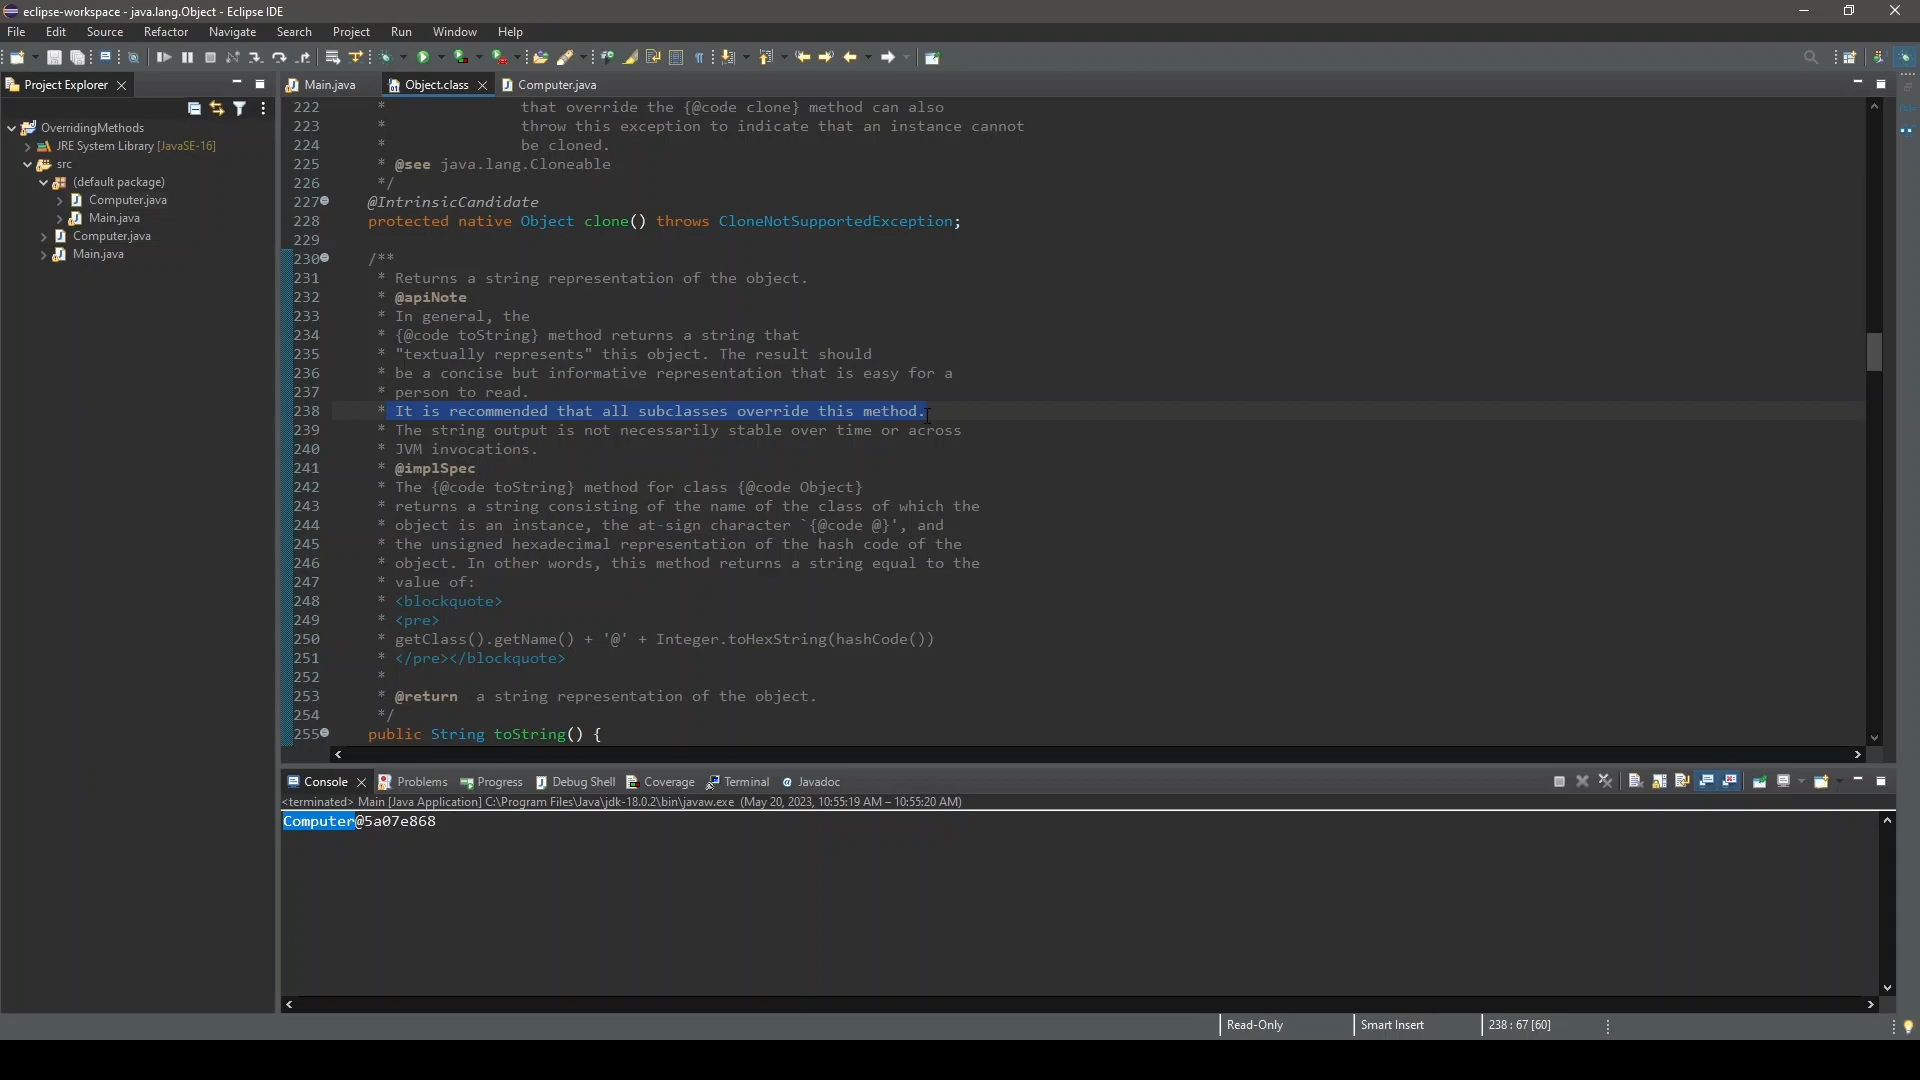 eclipse-workspace - java.lang.Object - Eclipse IDE
File Edit Source Refactor Navigate Search Project Run Window Help
Project Explorer
OverridingMethods
JRE System Library [JavaSE-16]
src
(default package)
Computer.java
Main.java
Computer.java
Main.java
Main.java Object.class Computer.java
222 * that override the {@code clone} method can also
223 * throw this exception to indicate that an instance cannot
224 * be cloned.
225 * @see java.lang.Cloneable
226 */
227 @IntrinsicCandidate
228 protected native Object clone() throws CloneNotSupportedException;
229
230 /**
231 * Returns a string representation of the object.
232 * @apiNote
233 * In general, the
234 * {@code toString} method returns a string that
235 * "textually represents" this object. The result should
236 * be a concise but informative representation that is easy for a
237 * person to read.
238 * It is recommended that all subclasses override this method.
239 * The string output is not necessarily stable over time or across
240 * JVM invocations.
241 * @implSpec
242 * The {@code toString} method for class {@code Object}
243 * returns a string consisting of the name of the class of which the
244 * object is an instance, the at-sign character `{@code @}', and
245 * the unsigned hexadecimal representation of the hash code of the
246 * object. In other words, this method returns a string equal to the
247 * value of:
248 * <blockquote>
249 * <pre>
250 * getClass().getName() + '@' + Integer.toHexString(hashCode())
251 * </pre></blockquote>
252 *
253 * @return a string representation of the object.
254 */
255 public String toString() {
Console Problems Progress Debug Shell Coverage Terminal Javadoc
<terminated> Main [Java Application] C:\Program Files\Java\jdk-18.0.2\bin\javaw.exe (May 20, 2023, 10:55:19 AM – 10:55:20 AM)
Computer@5a07e868
Read-Only Smart Insert 238 : 67 [60]